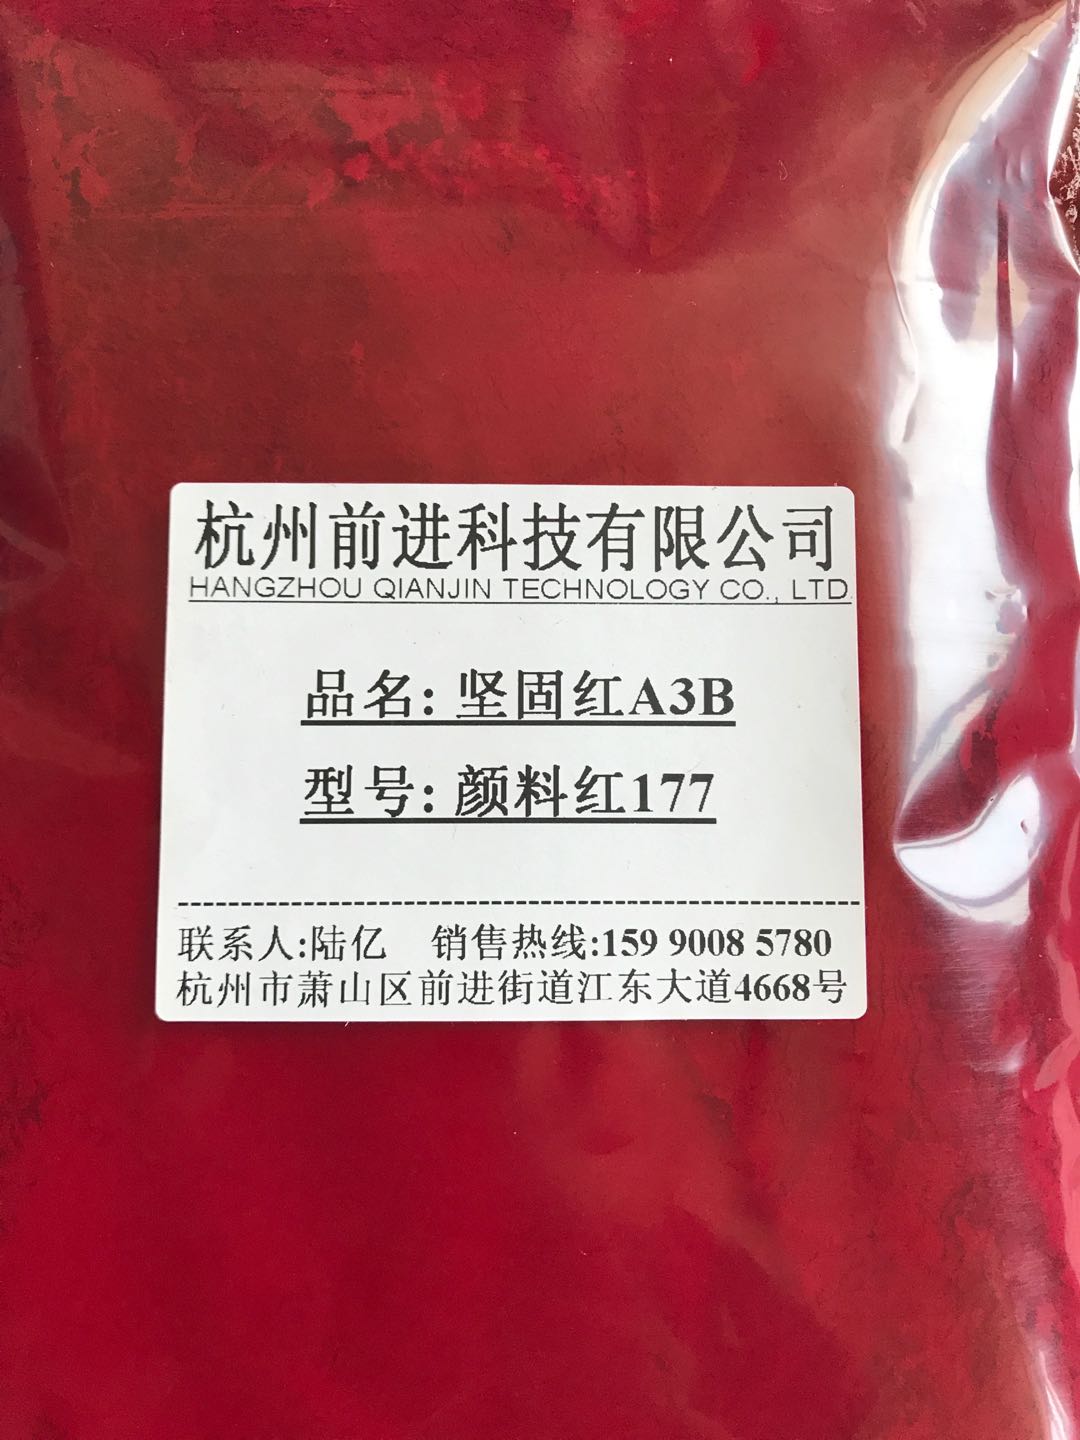 杭州前进科技有限公司
HANGZHOU QIANJIN TECHNOLOGY CO., LTD.
品名: 坚固红A3B
型号: 颜料红177
联系人:陆亿 销售热线:159 9008 5780
杭州市萧山区前进街道江东大道4668号